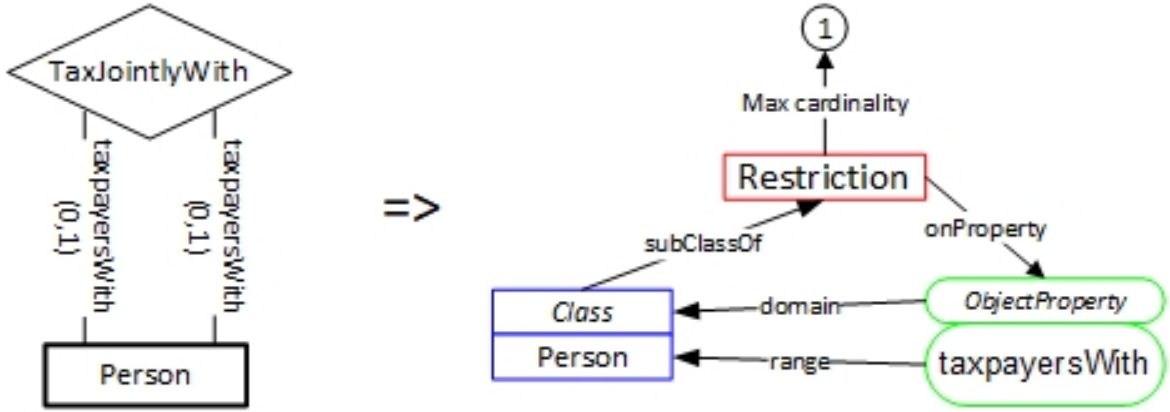 TaxJointlyWith
taxpayersWith
(0,1)
taxpayersWith
(0,1)
Person
=>
1
Max cardinality
Restriction
subClassOf
onProperty
Class
Person
domain
range
ObjectProperty
taxpayersWith